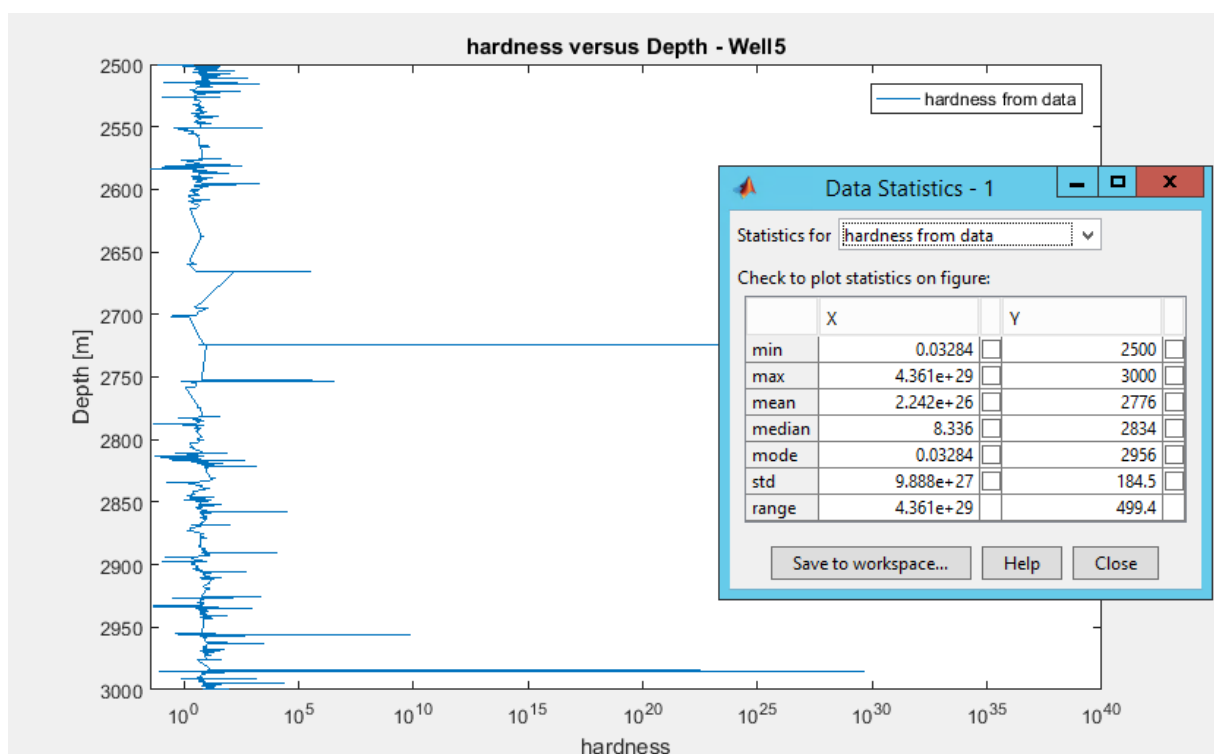 hardness versus Depth - Well5
2500
2550
2600
2650
2700
2750
2800
2850
2900
2950
3000
Depth [m]
hardness from data
Data Statistics - 1
Statistics for hardness from data
Check to plot statistics on figure:
X Y
min 0.03284 2500
max 4.361e+29 3000
mean 2.242e+26 2776
median 8.336 2834
mode 0.03284 2956
std 9.888e+27 184.5
range 4.361e+29 499.4
Save to workspace... Help Close
10^0 10^5 10^10 10^15 10^20 10^25 10^30 10^35 10^40
hardness